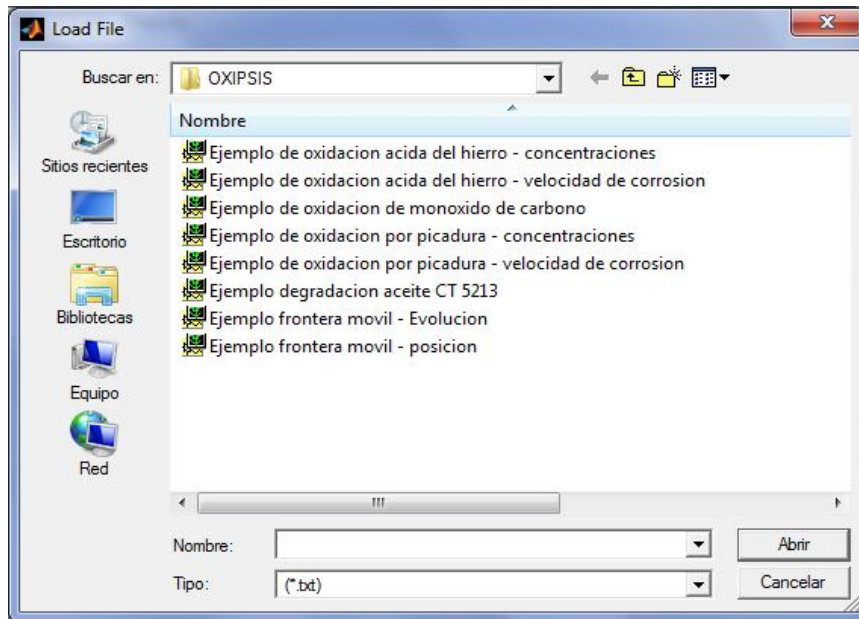 Load File
Buscar en:
OXIPSIS
Nombre
Sitios recientes
Escritorio
Bibliotecas
Equipo
Red
Ejemplo de oxidacion acida del hierro - concentraciones
Ejemplo de oxidacion acida del hierro - velocidad de corrosion
Ejemplo de oxidacion de monoxido de carbono
Ejemplo de oxidacion por picadura - concentraciones
Ejemplo de oxidacion por picadura - velocidad de corrosion
Ejemplo degradacion aceite CT 5213
Ejemplo frontera movil - Evolucion
Ejemplo frontera movil - posicion
Nombre:
Abrir
Tipo:
(*.txt)
Cancelar